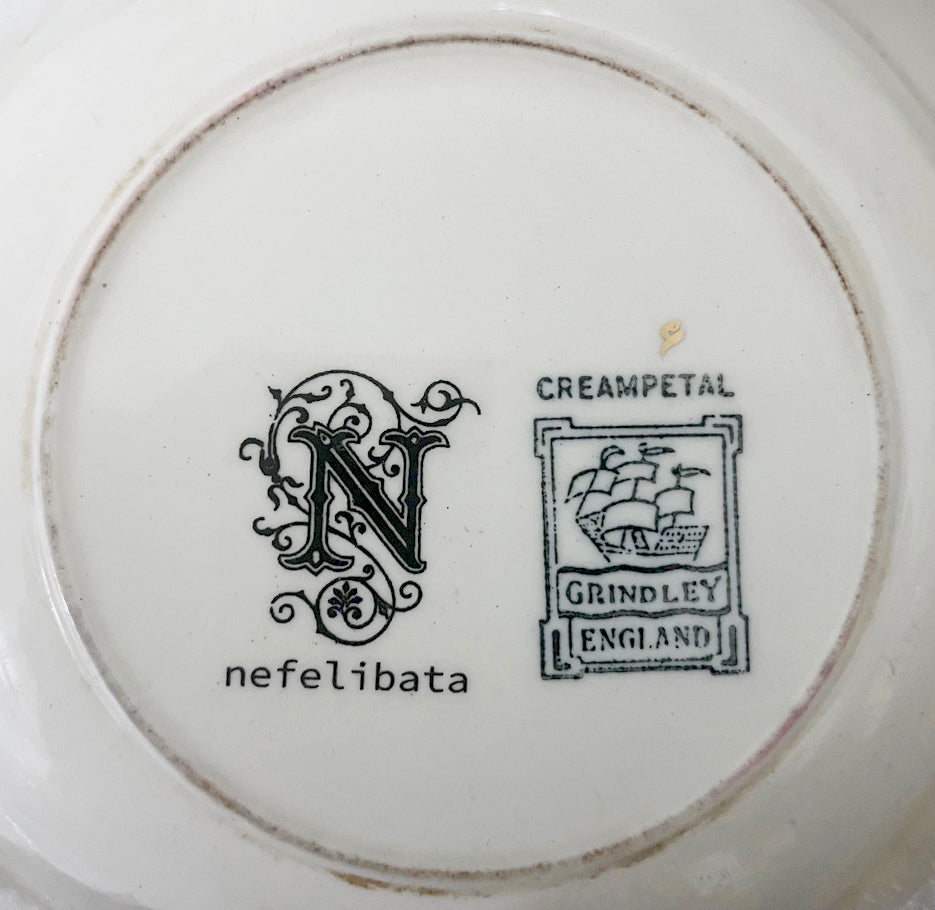 N
nefelibata
CREAMPETAL
GRINDLEY
ENGLAND